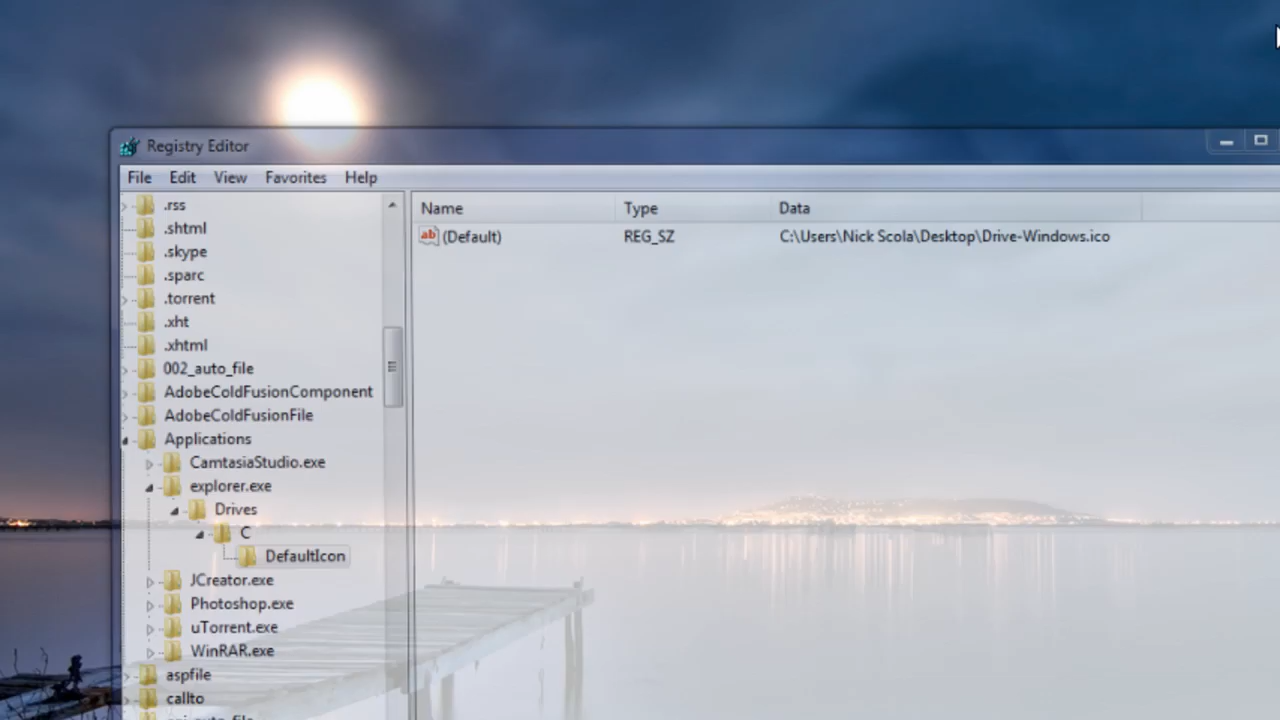 Registry Editor
File Edit View Favorites Help
Name Type Data
(Default) REG_SZ C:\Users\Nick Scola\Desktop\Drive-Windows.ico
.rss
.shtml
.skype
.sparc
.torrent
.xht
.xhtml
002_auto_file
AdobeColdFusionComponent
AdobeColdFusionFile
Applications
CamtasiaStudio.exe
explorer.exe
Drives
C
DefaultIcon
JCreator.exe
Photoshop.exe
uTorrent.exe
WinRAR.exe
aspfile
callto